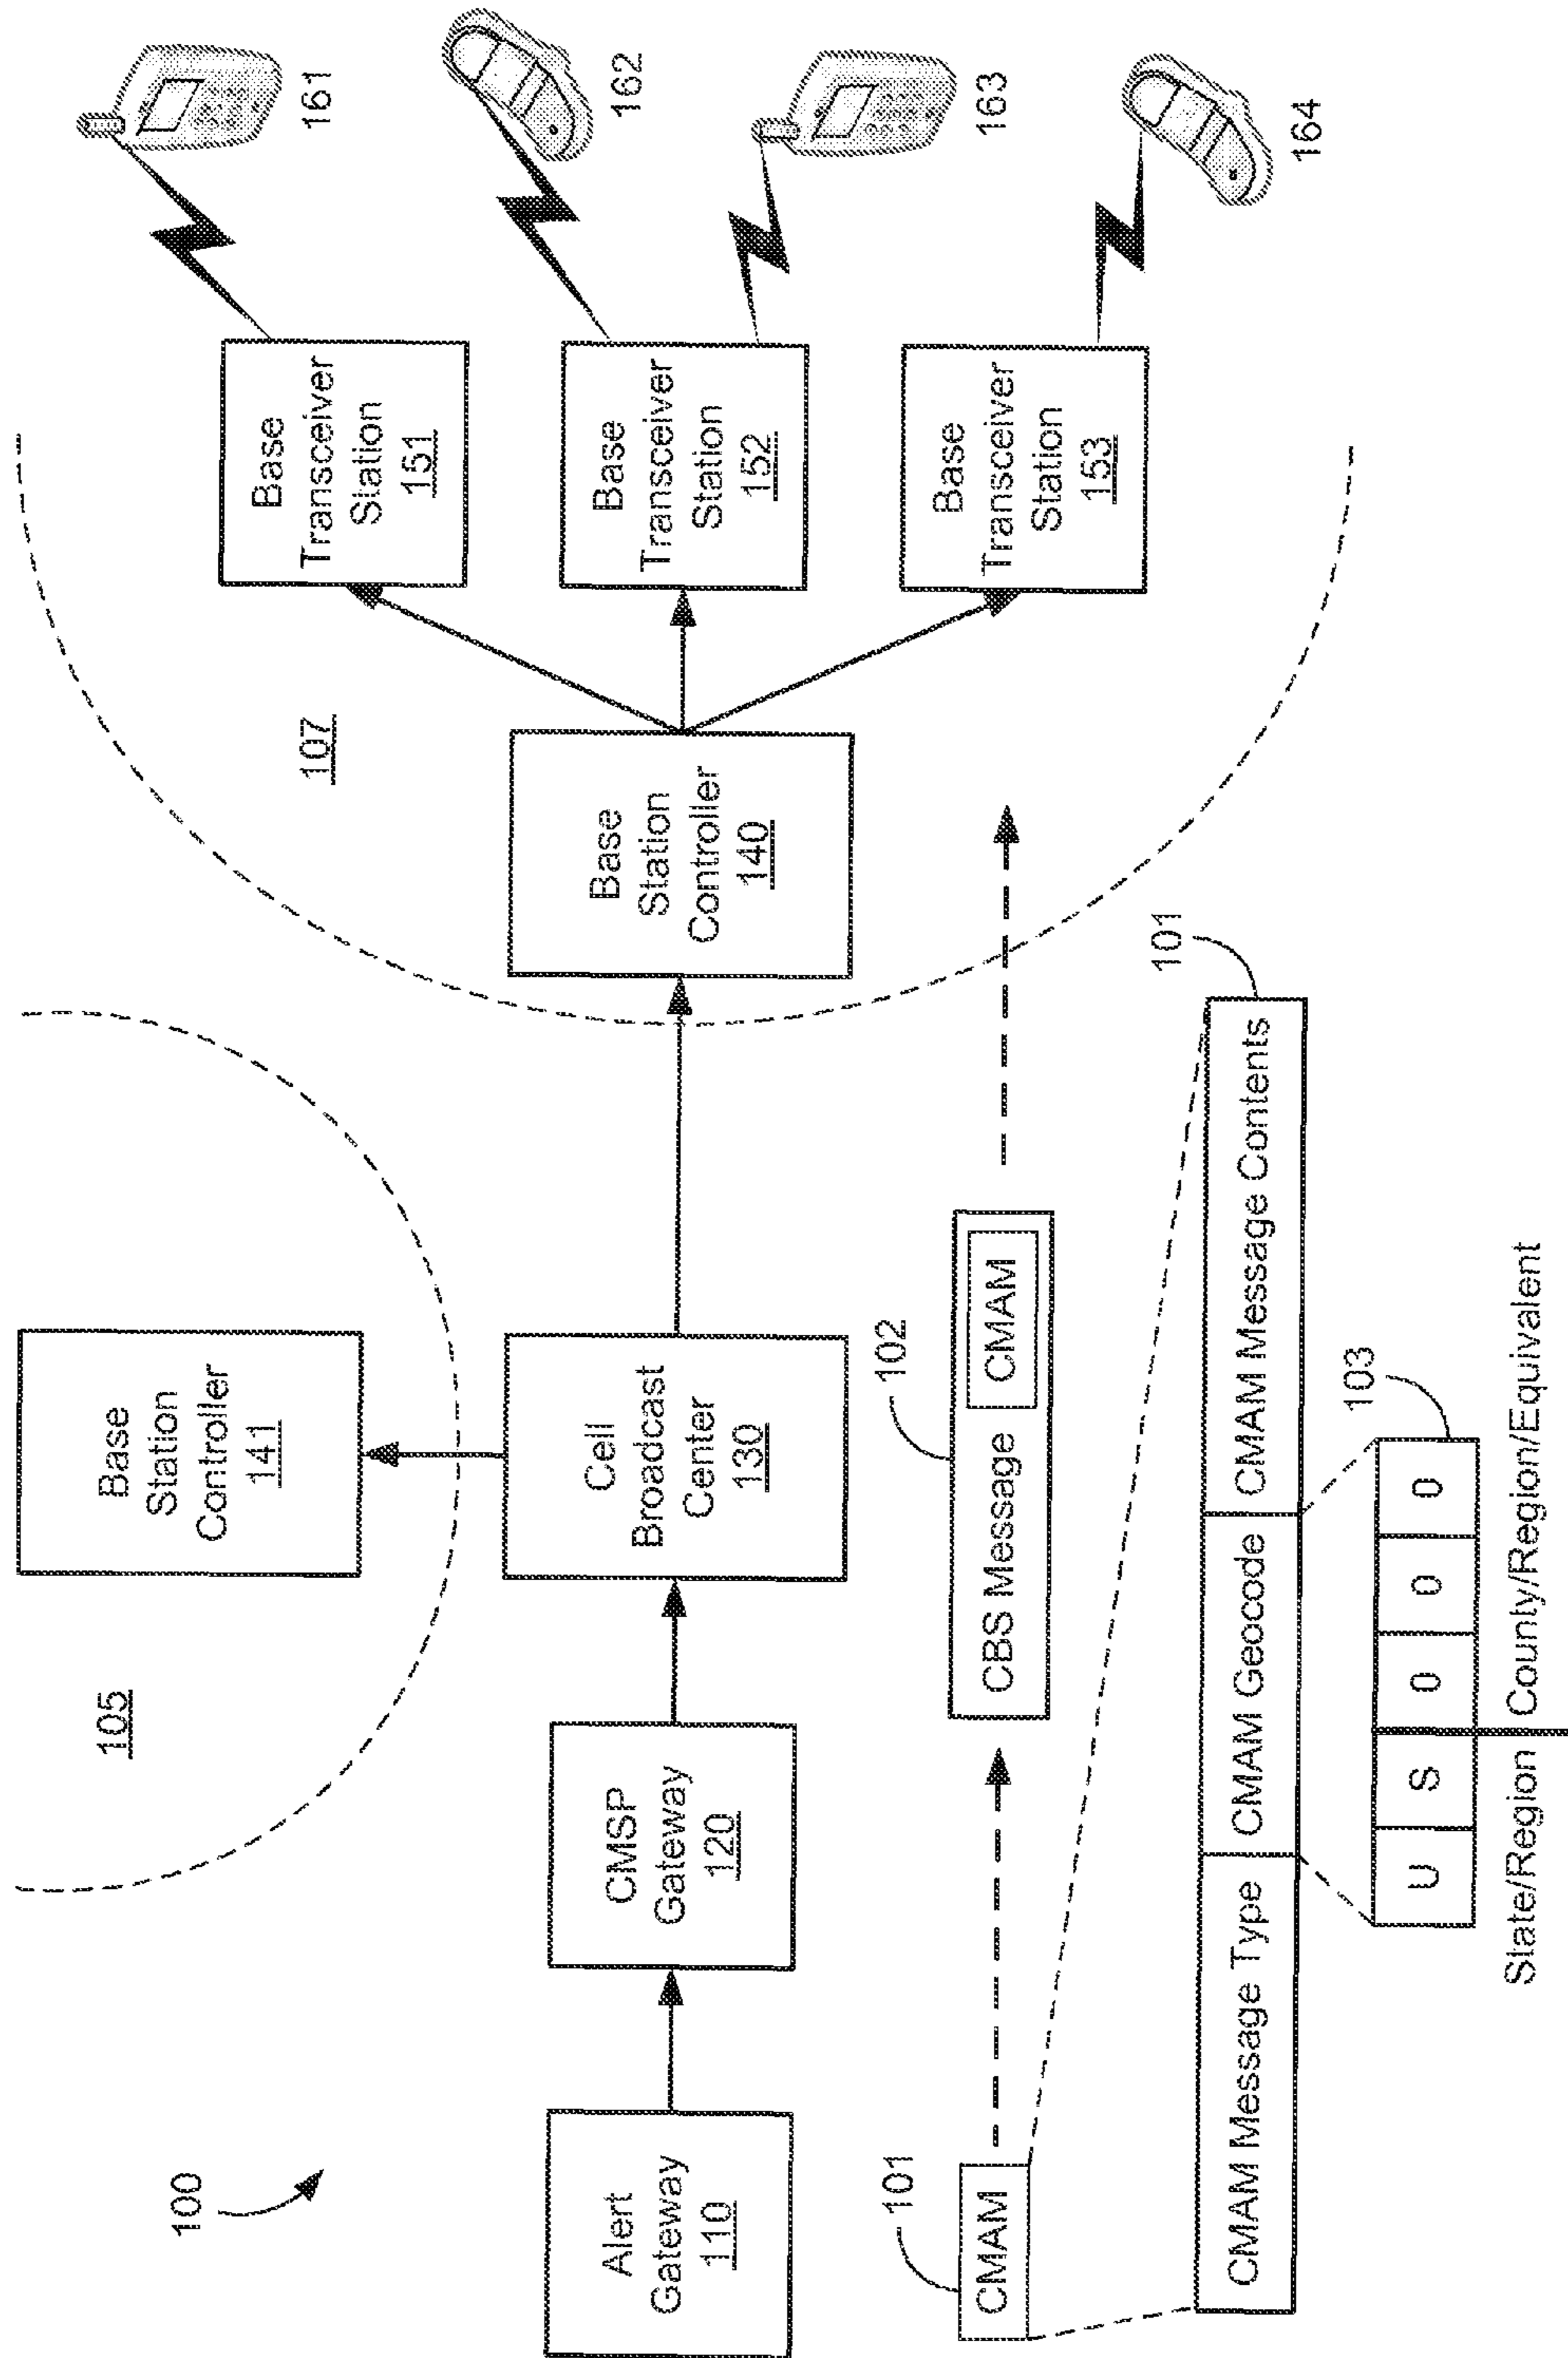 100
105
107
Base
Station
Controller
141
Alert
Gateway
110
CMSP
Gateway
120
Cell
Broadcast
Center
130
Base
Station
Controller
140
Base
Transceiver
Station
151
Base
Transceiver
Station
152
Base
Transceiver
Station
153
161
162
163
164
101
CMAM
102
CBS Message
CMAM
101
CMAM Message Type
CMAM Geocode
CMAM Message Contents
103
U S 0 0 0
State/Region
County/Region/Equivalent